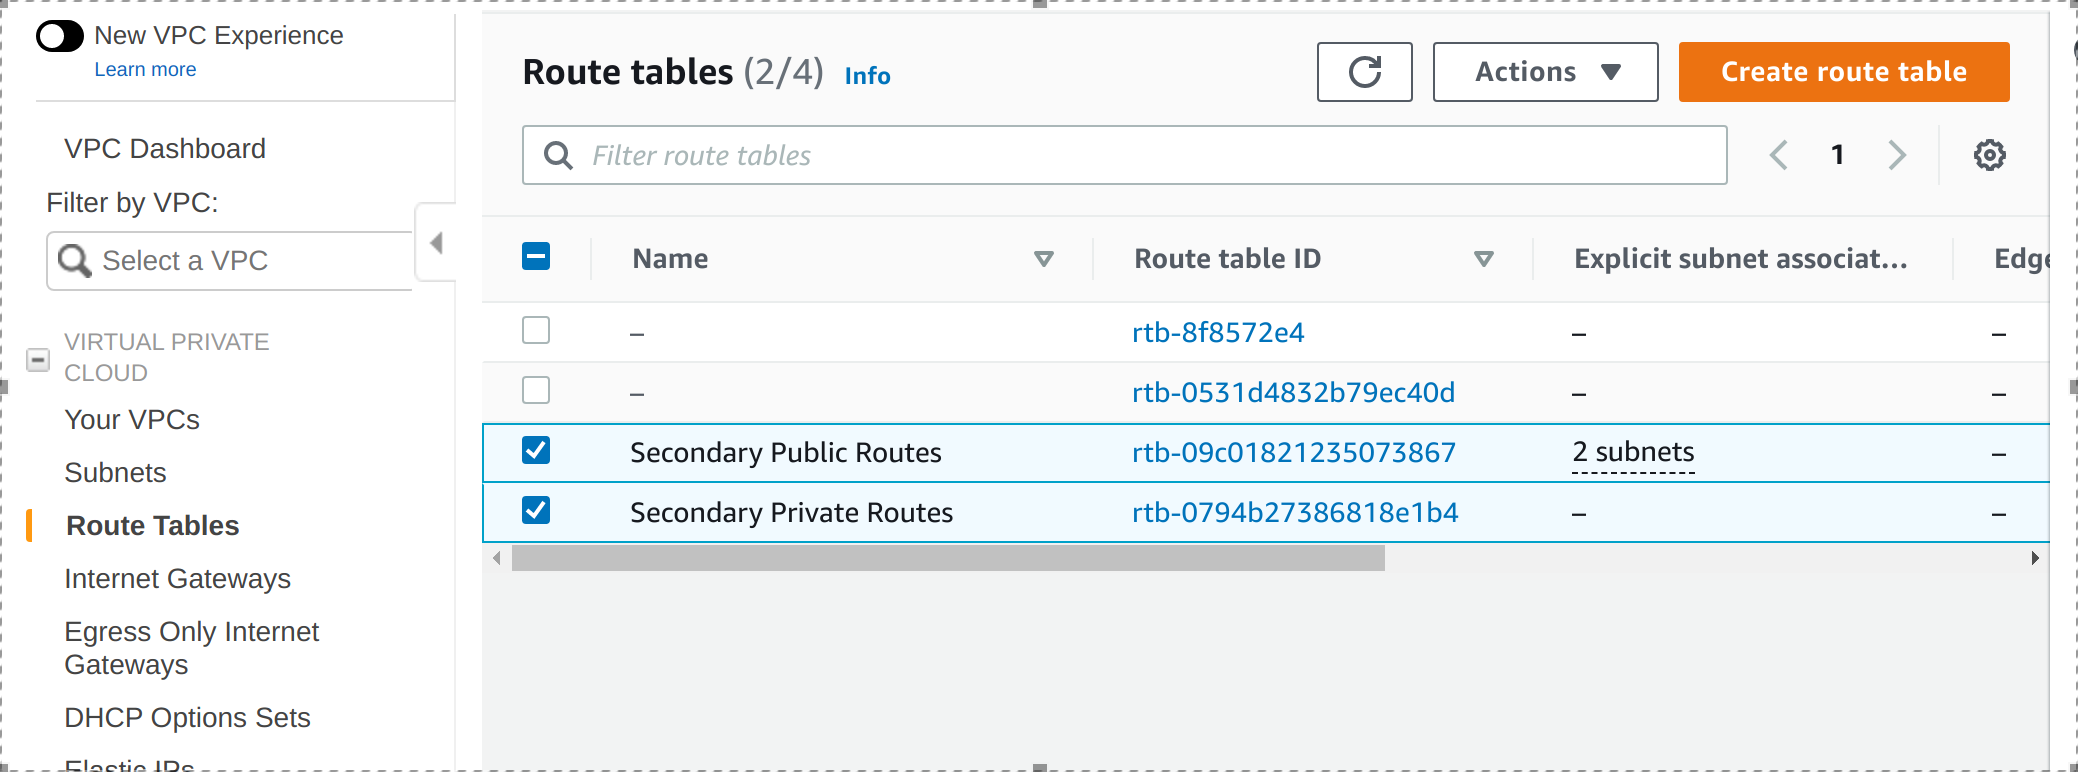 New VPC Experience
Learn more
VPC Dashboard
Filter by VPC:
Select a VPC
VIRTUAL PRIVATE
CLOUD
Your VPCs
Subnets
Route Tables
Internet Gateways
Egress Only Internet
Gateways
DHCP Options Sets
Elastic IPs
Route tables (2/4) Info
Actions
Create route table
Filter route tables
1
Name Route table ID Explicit subnet associat... Edge
– rtb-8f8572e4 – –
– rtb-0531d4832b79ec40d – –
Secondary Public Routes rtb-09c01821235073867 2 subnets –
Secondary Private Routes rtb-0794b27386818e1b4 – –